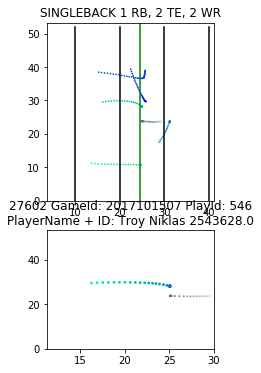 SINGLEBACK 1 RB, 2 TE, 2 WR
50
40
30
20
10
0
10 20 30 40
27602 GameId: 2017101507 PlayId: 546
PlayerName + ID: Troy Niklas 2543628.0
40
20
0
15 20 25 30